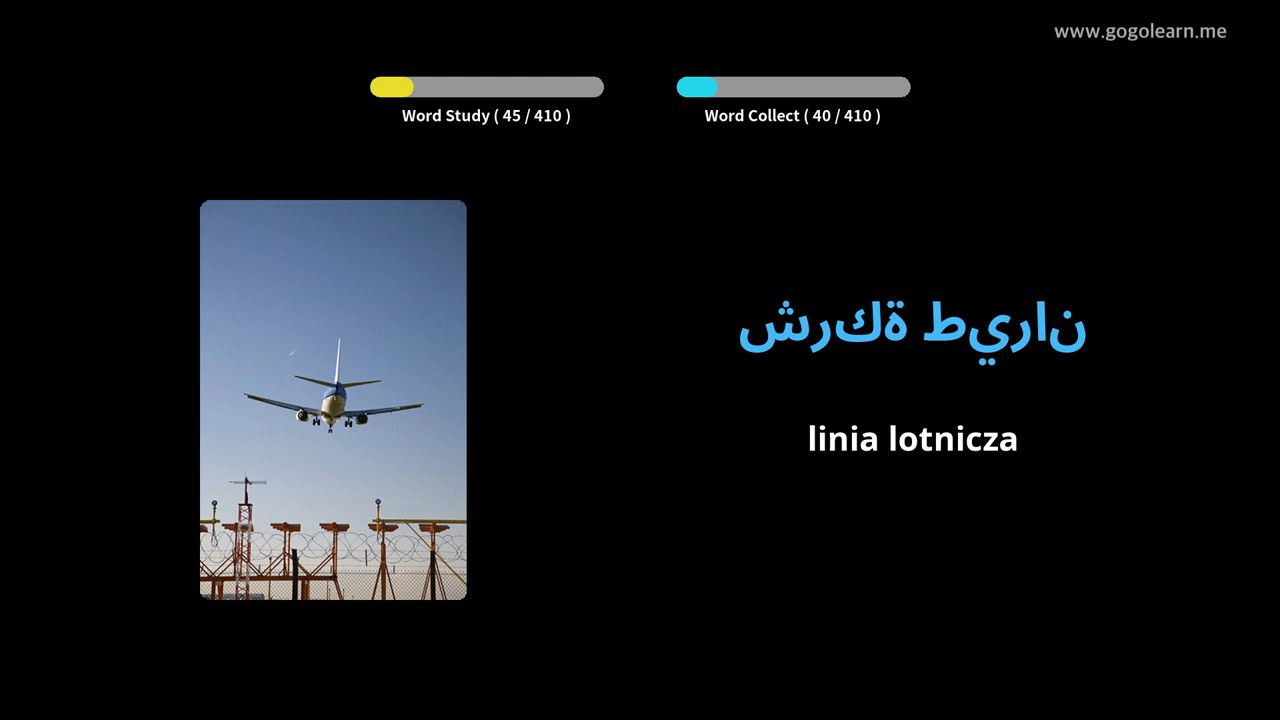 www.gogolearn.me
Word Study ( 45 / 410 )
Word Collect ( 40 / 410 )
شركة طيران
linia lotnicza